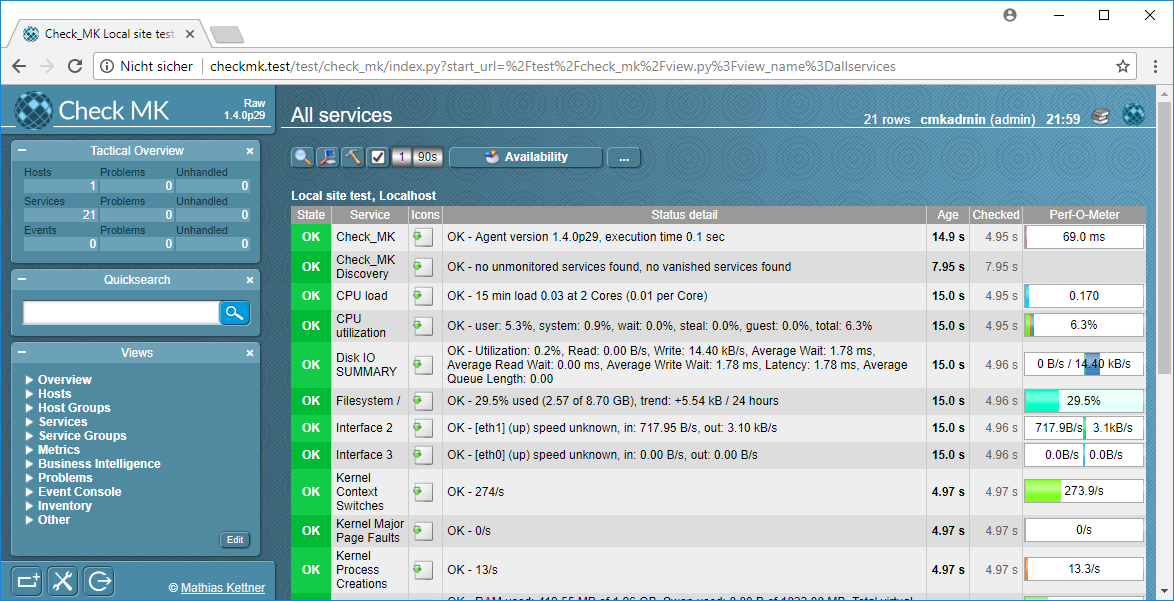 Check_MK Local site test
Nicht sicher
checkmk.test/test/check_mk/index.py?start_url=%2Ftest%2Fcheck_mk%2Fview.py%3Fview_name%3Dallservices
Check MK
Raw
1.4.0p29
Tactical Overview
Hosts Problems Unhandled
1 0 0
Services Problems Unhandled
21 0 0
Events Problems Unhandled
0 0 0
Quicksearch
Views
Overview
Hosts
Host Groups
Services
Service Groups
Metrics
Business Intelligence
Problems
Event Console
Inventory
Other
Edit
© Mathias Kettner
All services
21 rows cmkadmin (admin) 21:59
1 90s Availability ...
Local site test, Localhost
State Service Icons Status detail Age Checked Perf-O-Meter
OK Check_MK OK - Agent version 1.4.0p29, execution time 0.1 sec 14.9 s 4.95 s 69.0 ms
OK Check_MK
Discovery OK - no unmonitored services found, no vanished services found 7.95 s 7.95 s
OK CPU load OK - 15 min load 0.03 at 2 Cores (0.01 per Core) 15.0 s 4.95 s 0.170
OK CPU
utilization OK - user: 5.3%, system: 0.9%, wait: 0.0%, steal: 0.0%, guest: 0.0%, total: 6.3% 15.0 s 4.95 s 6.3%
OK Disk IO
SUMMARY OK - Utilization: 0.2%, Read: 0.00 B/s, Write: 14.40 kB/s, Average Wait: 1.78 ms,
Average Read Wait: 0.00 ms, Average Write Wait: 1.78 ms, Latency: 1.78 ms, Average
Queue Length: 0.00 15.0 s 4.95 s 0 B/s / 14.40 kB/s
OK Filesystem / OK - 29.5% used (2.57 of 8.70 GB), trend: +5.54 kB / 24 hours 15.0 s 4.96 s 29.5%
OK Interface 2 OK - [eth1] (up) speed unknown, in: 717.95 B/s, out: 3.10 kB/s 15.0 s 4.96 s 717.9B/s 3.1kB/s
OK Interface 3 OK - [eth0] (up) speed unknown, in: 0.00 B/s, out: 0.00 B/s 15.0 s 4.96 s 0.0B/s 0.0B/s
OK Kernel
Context
Switches OK - 274/s 4.97 s 4.97 s 273.9/s
OK Kernel Major
Page Faults OK - 0/s 4.97 s 4.97 s 0/s
OK Kernel
Process
Creations OK - 13/s 4.97 s 4.97 s 13.3/s